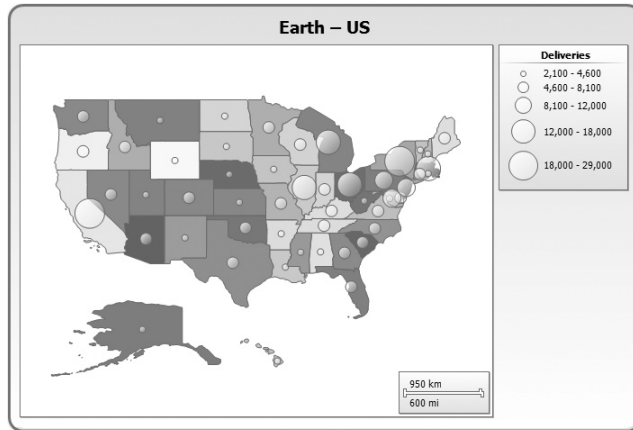 Earth – US
Deliveries
2,100 - 4,600
4,600 - 8,100
8,100 - 12,000
12,000 - 18,000
18,000 - 29,000
950 km
600 mi